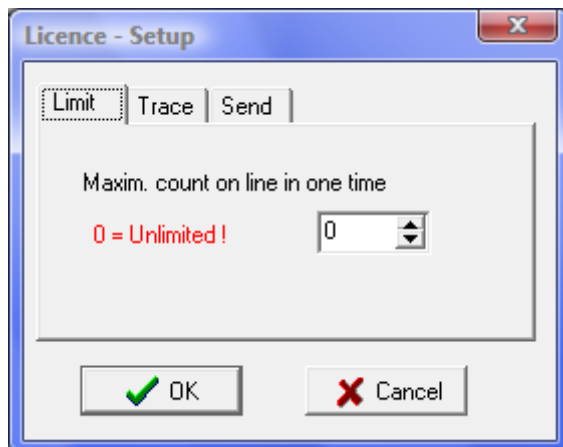 Licence - Setup
Limit Trace Send
Maxim. count on line in one time
0 = Unlimited ! 0
OK Cancel